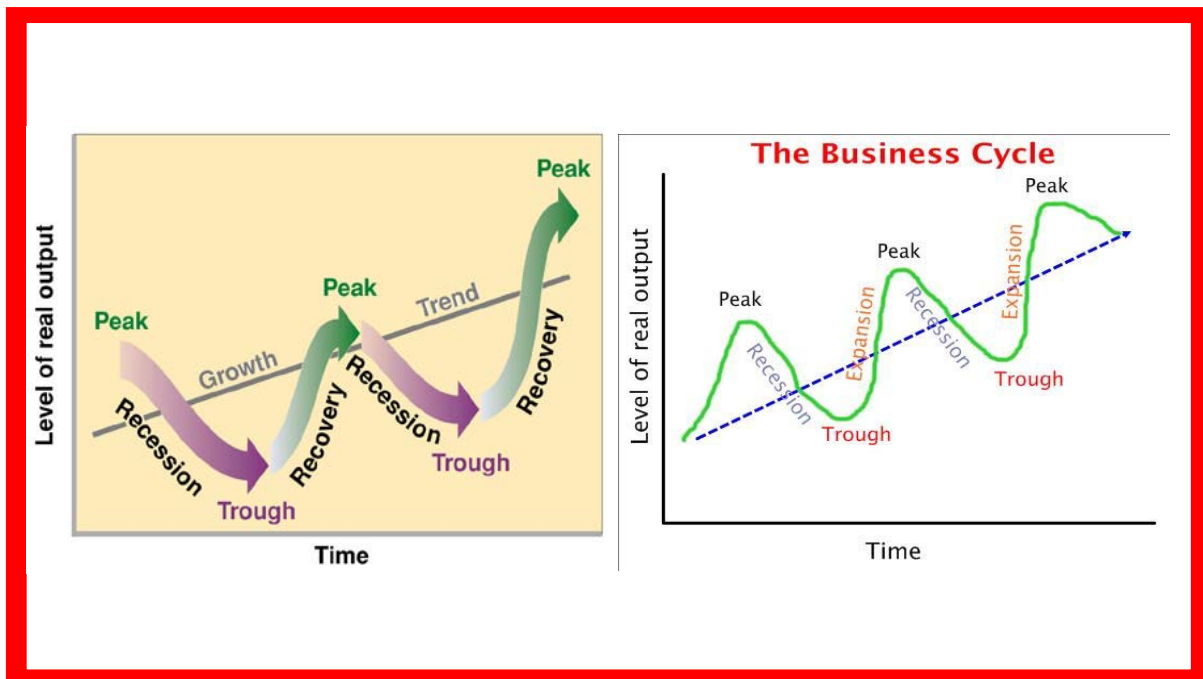 Peak
Peak
Peak
Growth
Trend
Recession
Recovery
Recession
Recovery
Trough
Trough
Level of real output
Time
The Business Cycle
Peak
Peak
Peak
Recession
Expansion
Recession
Expansion
Trough
Trough
Level of real output
Time